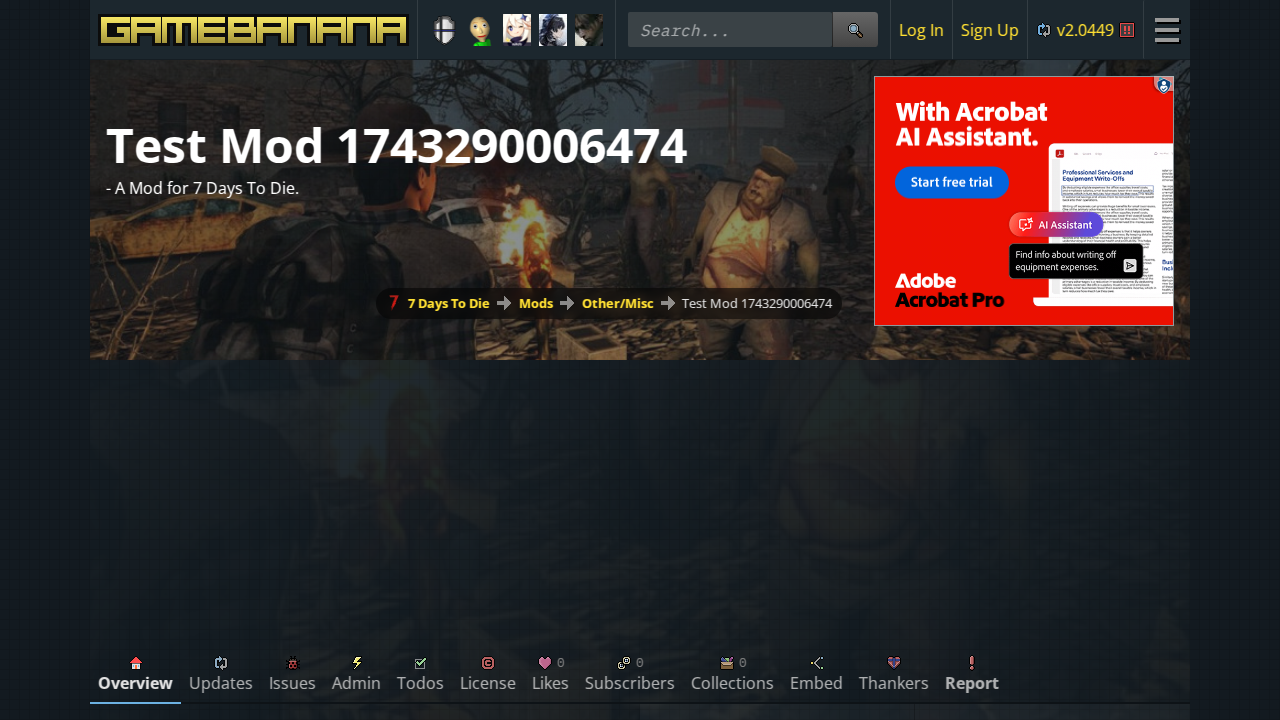 GAMEBANANA
Search...
Log In
Sign Up
v2.0449
With Acrobat
AI Assistant.
Start free trial
Professional Services and
Equipment Write-Offs
AI Assistant
Find info about writing off
equipment expenses.
Adobe
Acrobat Pro
Test Mod 1743290006474
- A Mod for 7 Days To Die.
7 7 Days To Die Mods Other/Misc Test Mod 1743290006474
0 0 0
Overview Updates Issues Admin Todos License Likes Subscribers Collections Embed Thankers Report